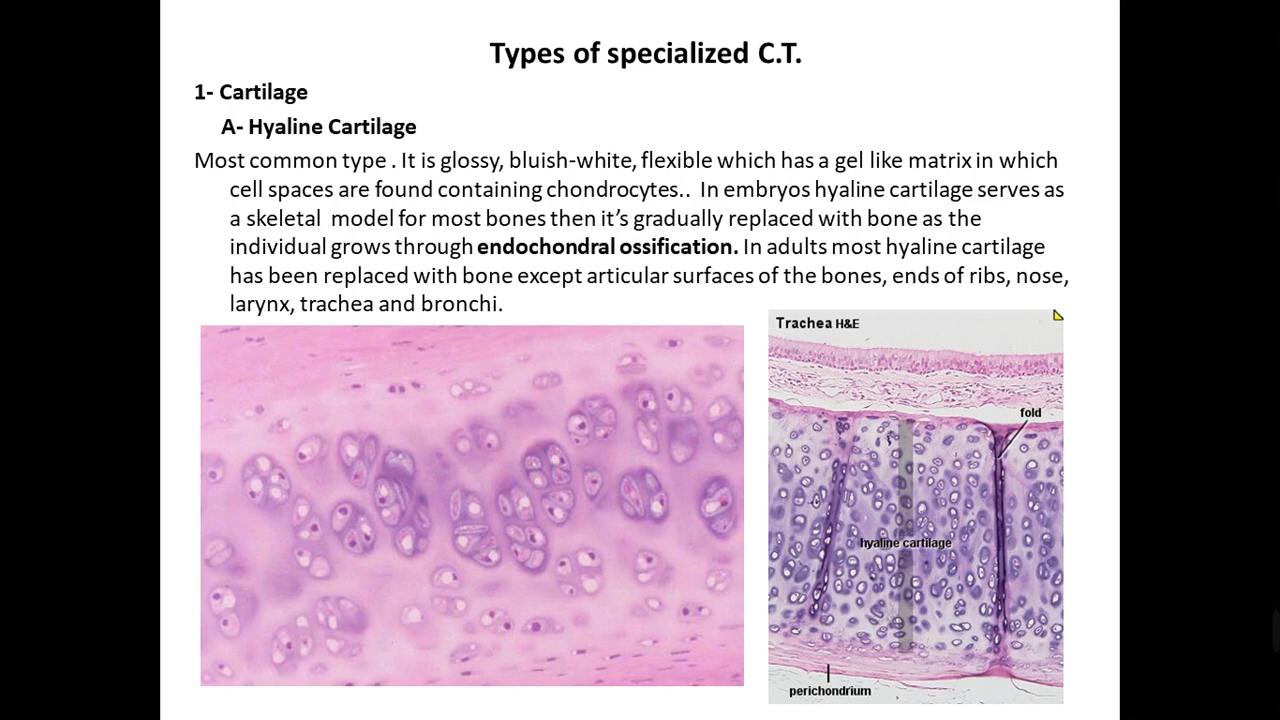 Types of specialized C.T.
1- Cartilage
A- Hyaline Cartilage
Most common type . It is glossy, bluish-white, flexible which has a gel like matrix in which
cell spaces are found containing chondrocytes.. In embryos hyaline cartilage serves as
a skeletal model for most bones then it’s gradually replaced with bone as the
individual grows through endochondral ossification. In adults most hyaline cartilage
has been replaced with bone except articular surfaces of the bones, ends of ribs, nose,
larynx, trachea and bronchi.
Trachea H&E
fold
hyaline cartilage
perichondrium